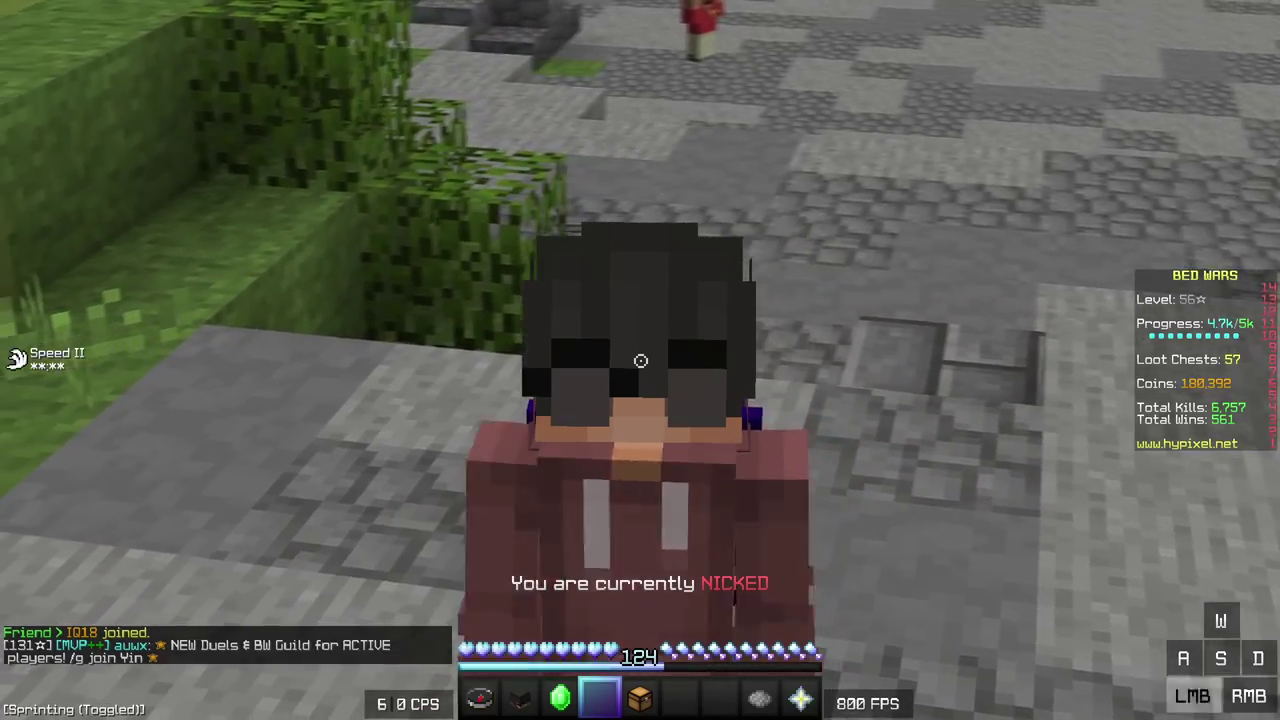 BED WARS
Level: 56☆
Progress: 4.7k/5k
Loot Chests: 57
Coins: 180,392
Total Kills: 6,757
Total Wins: 561
www.hypixel.net
Speed II
**:**
You are currently NICKED
Friend > IQ18 joined.
[131☆] [MVP++] auwx: ★ NEW Duels & BW Guild for ACTIVE
players! /g join Yin ★
124
W
A S D
6 | 0 CPS
800 FPS
LMB RMB
[Sprinting (Toggled)]